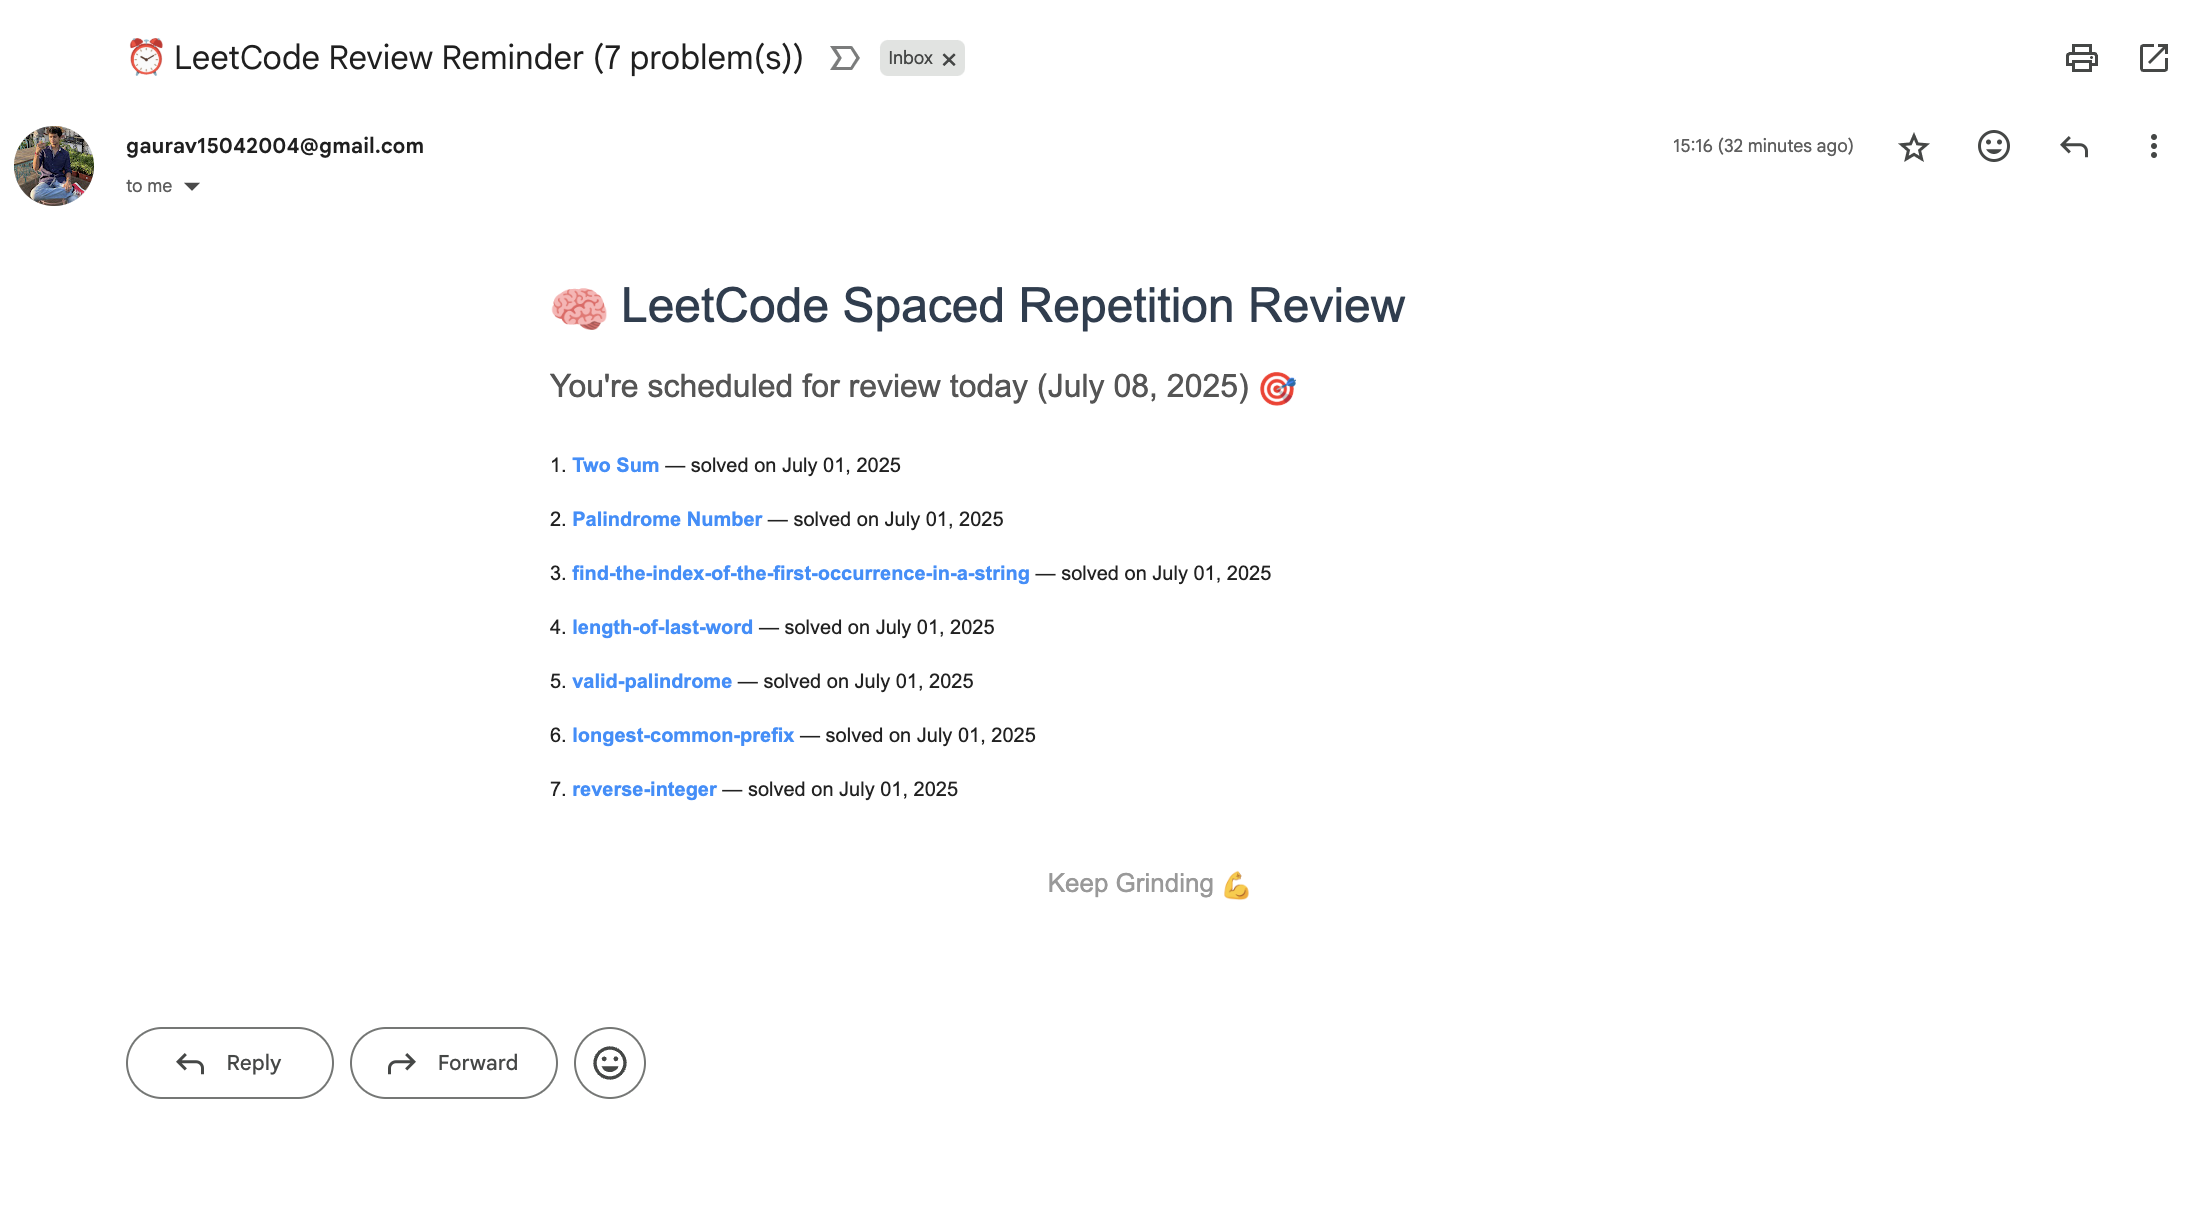 ⏰ LeetCode Review Reminder (7 problem(s))
Inbox ×
gaurav15042004@gmail.com
15:16 (32 minutes ago)
to me
🧠 LeetCode Spaced Repetition Review
You're scheduled for review today (July 08, 2025) 🎯
1. Two Sum — solved on July 01, 2025
2. Palindrome Number — solved on July 01, 2025
3. find-the-index-of-the-first-occurrence-in-a-string — solved on July 01, 2025
4. length-of-last-word — solved on July 01, 2025
5. valid-palindrome — solved on July 01, 2025
6. longest-common-prefix — solved on July 01, 2025
7. reverse-integer — solved on July 01, 2025
Keep Grinding 💪
Reply
Forward